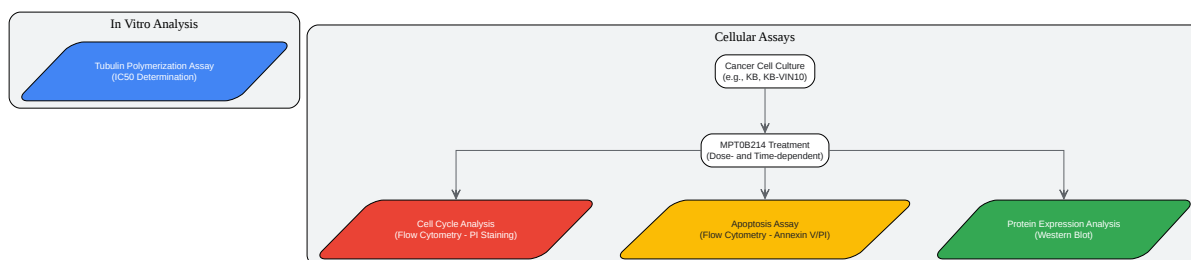 In Vitro Analysis
Tubulin Polymerization Assay
(IC50 Determination)
Cellular Assays
Cancer Cell Culture
(e.g., KB, KB-VIN10)
MPT0B214 Treatment
(Dose- and Time-dependent)
Cell Cycle Analysis
(Flow Cytometry - PI Staining)
Apoptosis Assay
(Flow Cytometry - Annexin V/PI)
Protein Expression Analysis
(Western Blot)